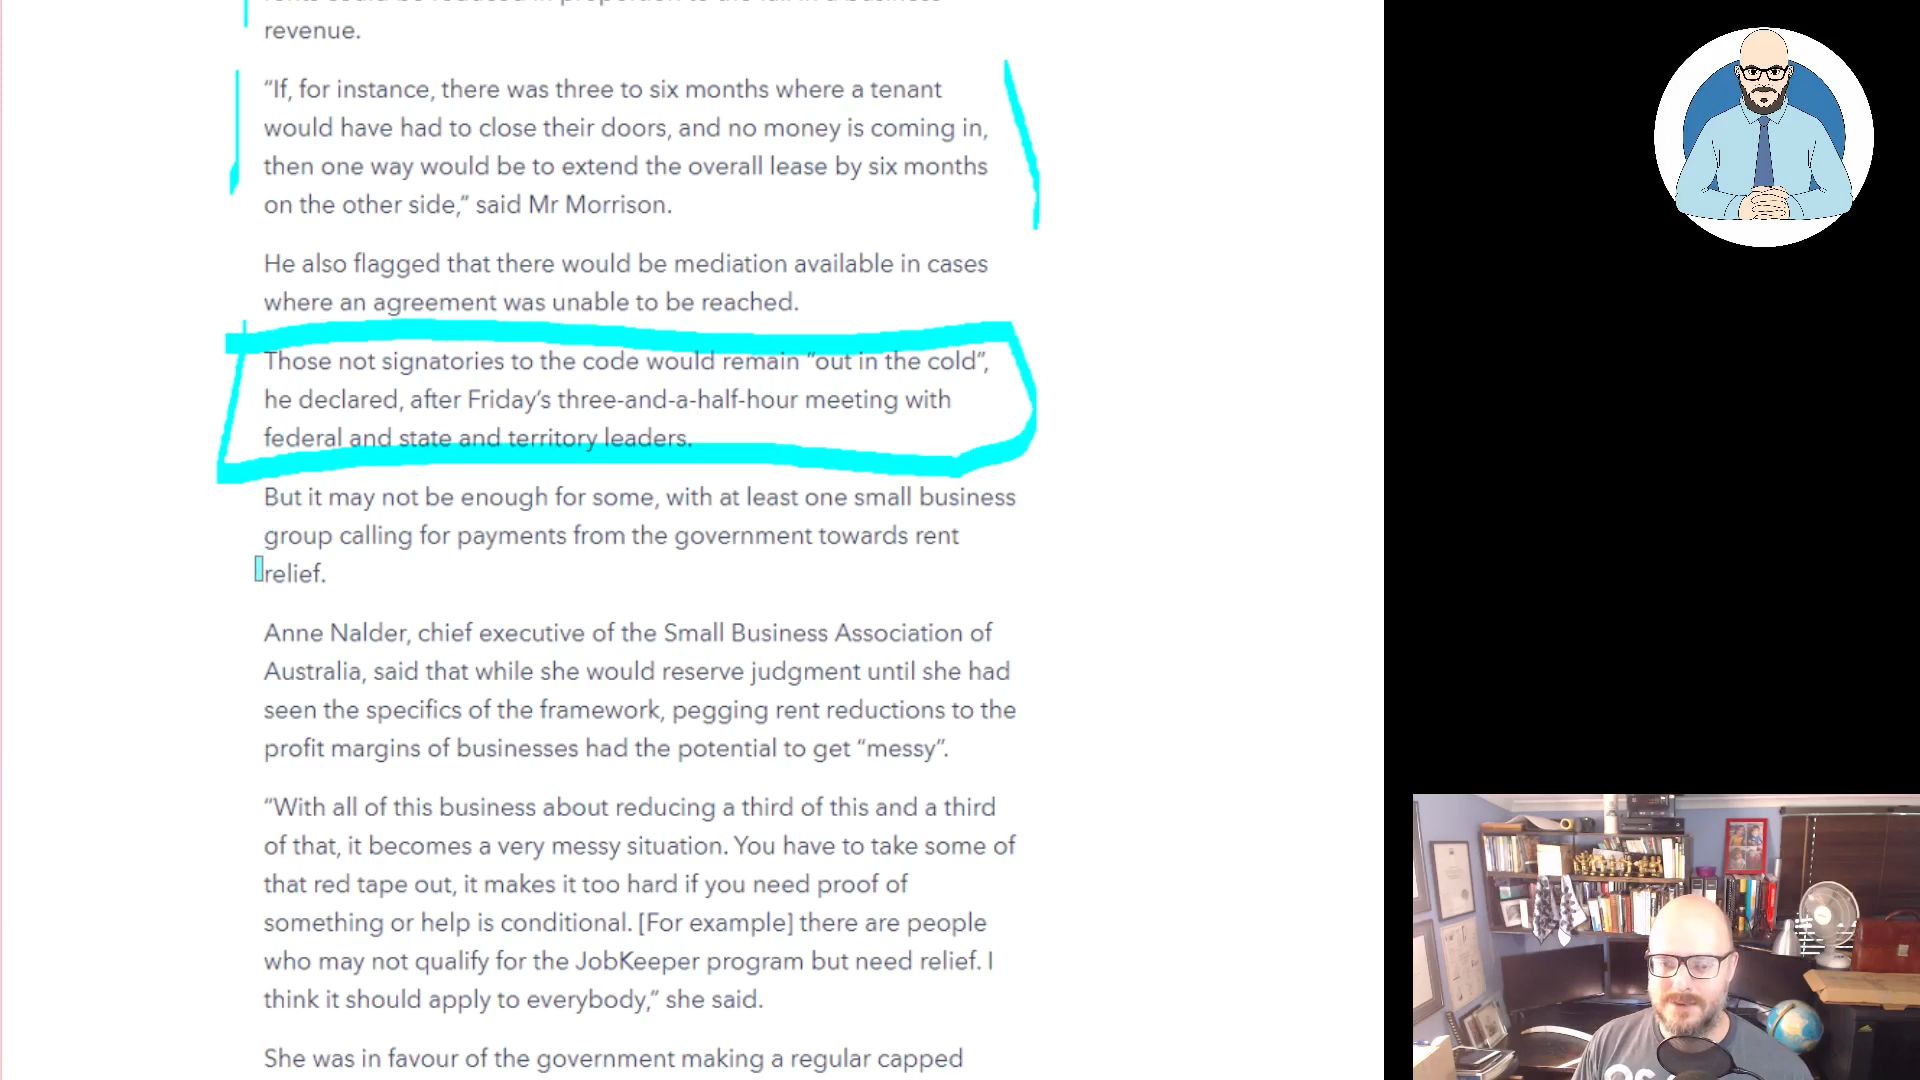 revenue.
“If, for instance, there was three to six months where a tenant
would have had to close their doors, and no money is coming in,
then one way would be to extend the overall lease by six months
on the other side,” said Mr Morrison.
He also flagged that there would be mediation available in cases
where an agreement was unable to be reached.
Those not signatories to the code would remain “out in the cold”,
he declared, after Friday’s three-and-a-half-hour meeting with
federal and state and territory leaders.
But it may not be enough for some, with at least one small business
group calling for payments from the government towards rent
relief.
Anne Nalder, chief executive of the Small Business Association of
Australia, said that while she would reserve judgment until she had
seen the specifics of the framework, pegging rent reductions to the
profit margins of businesses had the potential to get “messy”.
“With all of this business about reducing a third of this and a third
of that, it becomes a very messy situation. You have to take some of
that red tape out, it makes it too hard if you need proof of
something or help is conditional. [For example] there are people
who may not qualify for the JobKeeper program but need relief. I
think it should apply to everybody,” she said.
She was in favour of the government making a regular capped